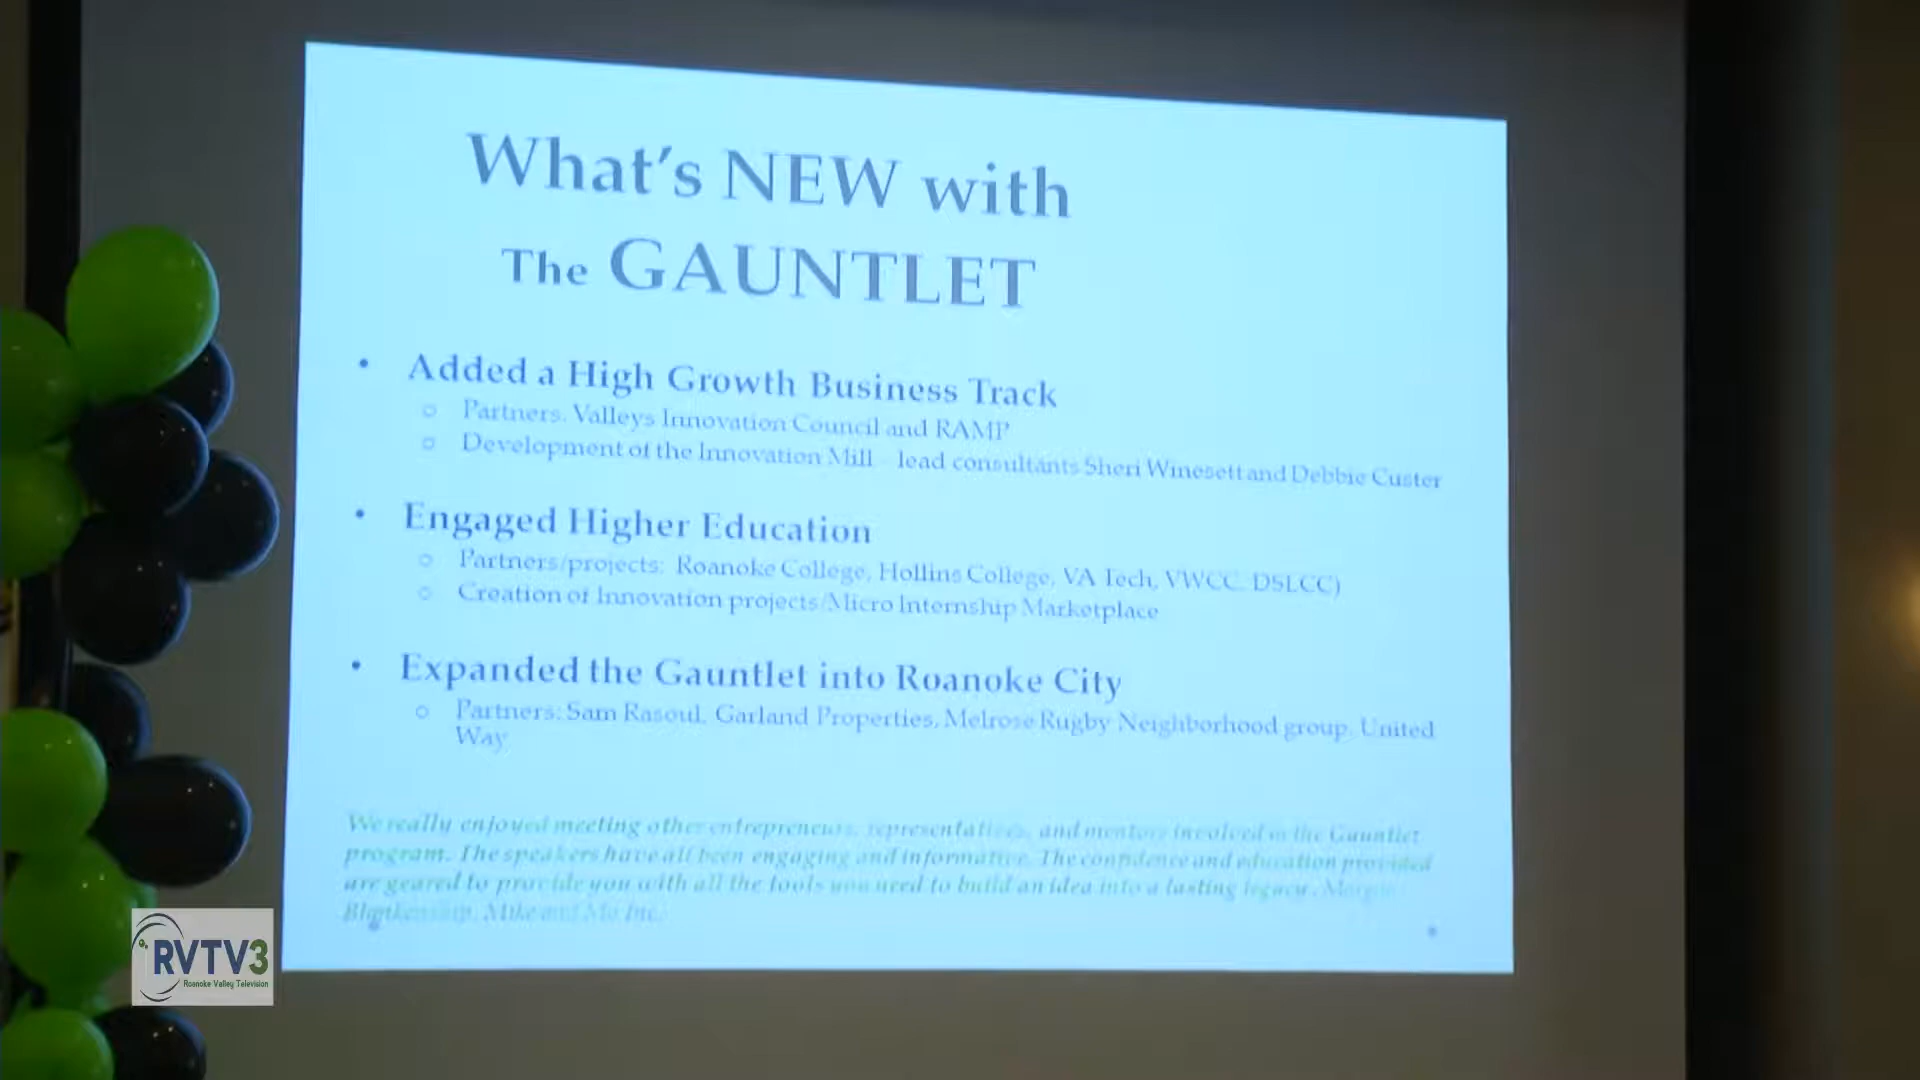 What's NEW with
The GAUNTLET
• Added a High Growth Business Track
o Partners. Valleys Innovation Council and RAMP
o Development of the Innovation Mill - lead consultants Sheri Winesett and Debbie Custer
• Engaged Higher Education
o Partners/projects: Roanoke College, Hollins College, VA Tech, VWCC. DSLCC)
o Creation of Innovation projects/Micro Internship Marketplace
• Expanded the Gauntlet into Roanoke City
o Partners: Sam Rasoul, Garland Properties, Melrose Rugby Neighborhood group, United
Way
We really enjoyed meeting other entrepreneurs, representatives, and mentors involved in the Gauntlet
program. The speakers have all been engaging and informative. The confidence and education provided
are geared to provide you with all the tools you need to build an idea into a lasting legacy.
Mike and Mo Inc.
RVTV3
Roanoke Valley Television